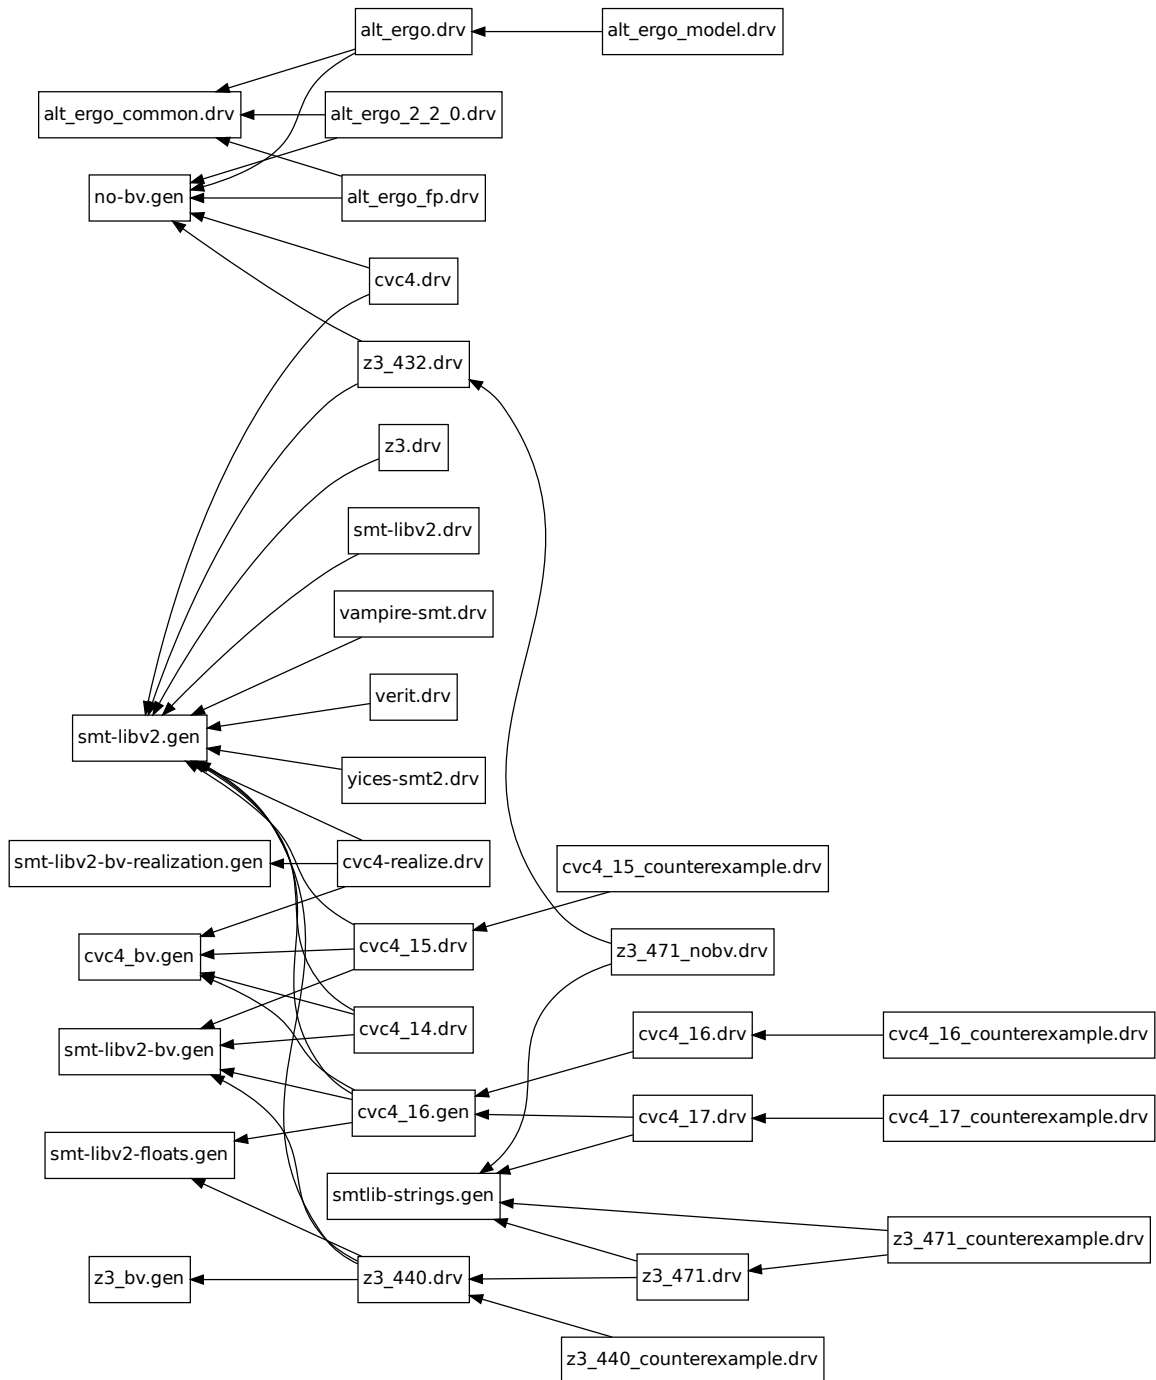 alt_ergo.drv
alt_ergo_model.drv
alt_ergo_common.drv
alt_ergo_2_2_0.drv
no-bv.gen
alt_ergo_fp.drv
cvc4.drv
z3_432.drv
z3.drv
smt-libv2.drv
vampire-smt.drv
verit.drv
smt-libv2.gen
yices-smt2.drv
smt-libv2-bv-realization.gen
cvc4-realize.drv
cvc4_15_counterexample.drv
cvc4_bv.gen
cvc4_15.drv
z3_471_nobv.drv
smt-libv2-bv.gen
cvc4_14.drv
cvc4_16.drv
cvc4_16_counterexample.drv
cvc4_16.gen
cvc4_17.drv
cvc4_17_counterexample.drv
smt-libv2-floats.gen
smtlib-strings.gen
z3_471_counterexample.drv
z3_bv.gen
z3_440.drv
z3_471.drv
z3_440_counterexample.drv